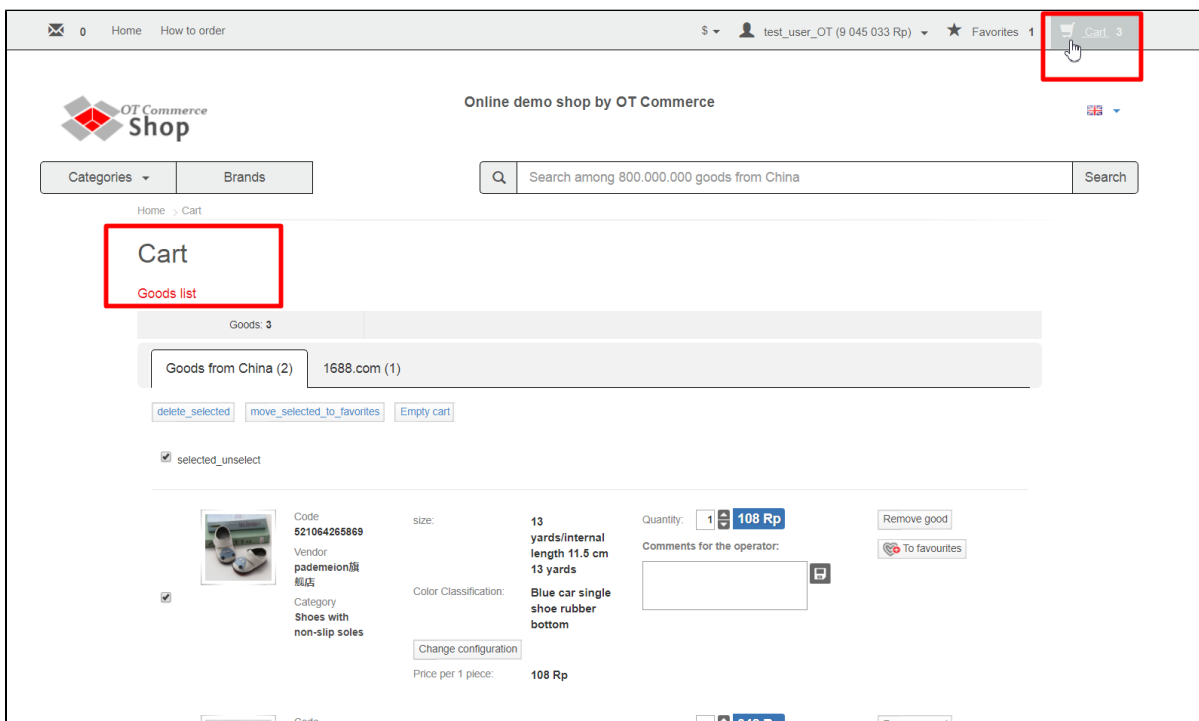 0 Home How to order $ test_user_OT (9 045 033 Rp) Favorites 1 Cart 3
OT Commerce
Shop
Online demo shop by OT Commerce
Categories Brands Search among 800.000.000 goods from China Search
Home > Cart
Cart
Goods list
Goods: 3
Goods from China (2) 1688.com (1)
delete_selected move_selected_to_favorites Empty cart
selected_unselect
Code
521064265869
Vendor
pademeion旗
舰店
Category
Shoes with
non-slip soles
size:
13
yards/internal
length 11.5 cm
13 yards
Color Classification:
Blue car single
shoe rubber
bottom
Change configuration
Price per 1 piece: 108 Rp
Quantity: 1 108 Rp
Comments for the operator:
Remove good
To favourites
Code